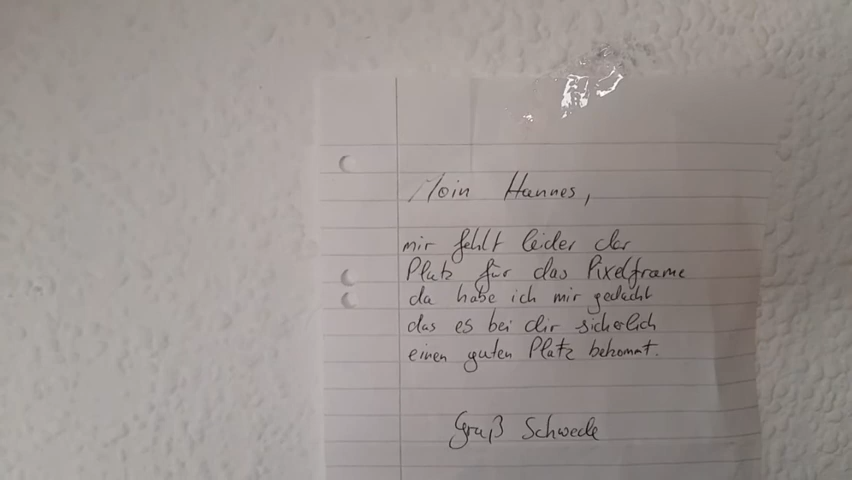 Moin Hannes,
mir fehlt leider der
Platz für das Pixelframe
da habe ich mir gedacht
das es bei dir sicherlich
einen guten Platz bekommt.
Gruß Schwede